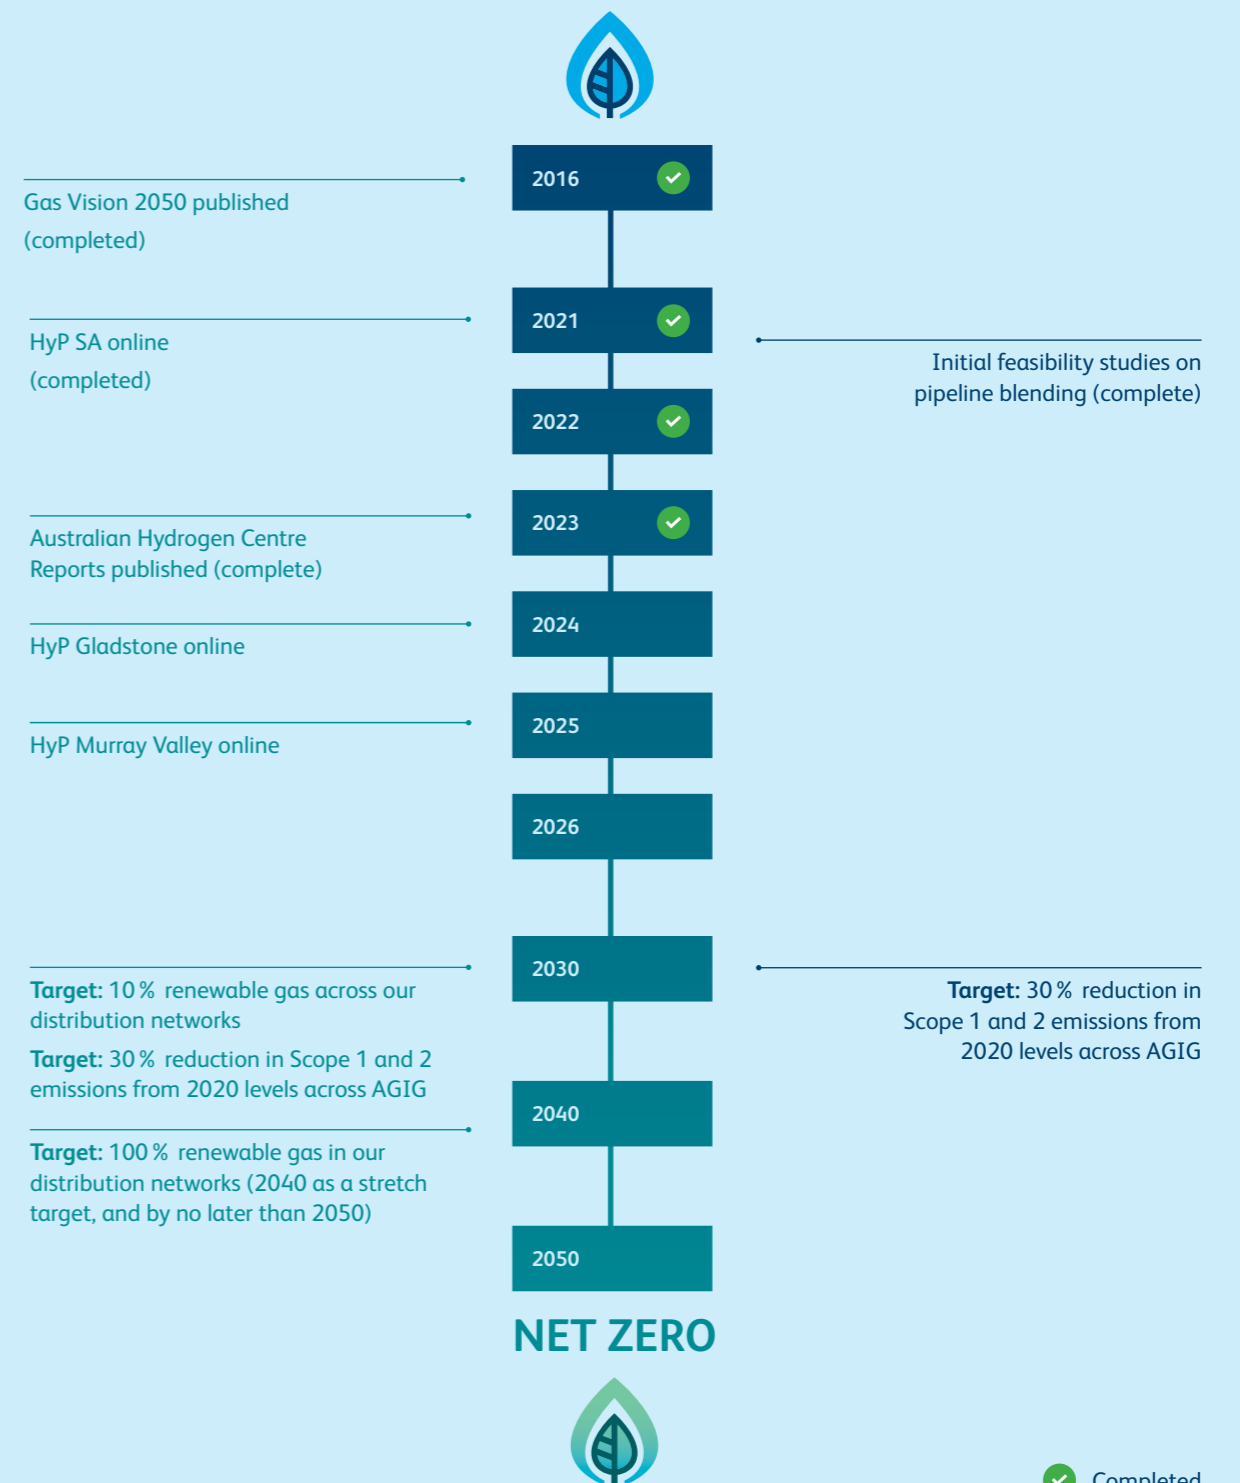 2016
Gas Vision 2050 published
(completed)
2021
HyP SA online
(completed)
Initial feasibility studies on
pipeline blending (complete)
2022
2023
Australian Hydrogen Centre
Reports published (complete)
2024
HyP Gladstone online
2025
HyP Murray Valley online
2026
2030
Target: 10% renewable gas across our
distribution networks
Target: 30% reduction in Scope 1 and 2
emissions from 2020 levels across AGIG
Target: 30% reduction in
Scope 1 and 2 emissions from
2020 levels across AGIG
2040
Target: 100% renewable gas in our
distribution networks (2040 as a stretch
target, and by no later than 2050)
2050
NET ZERO
Completed